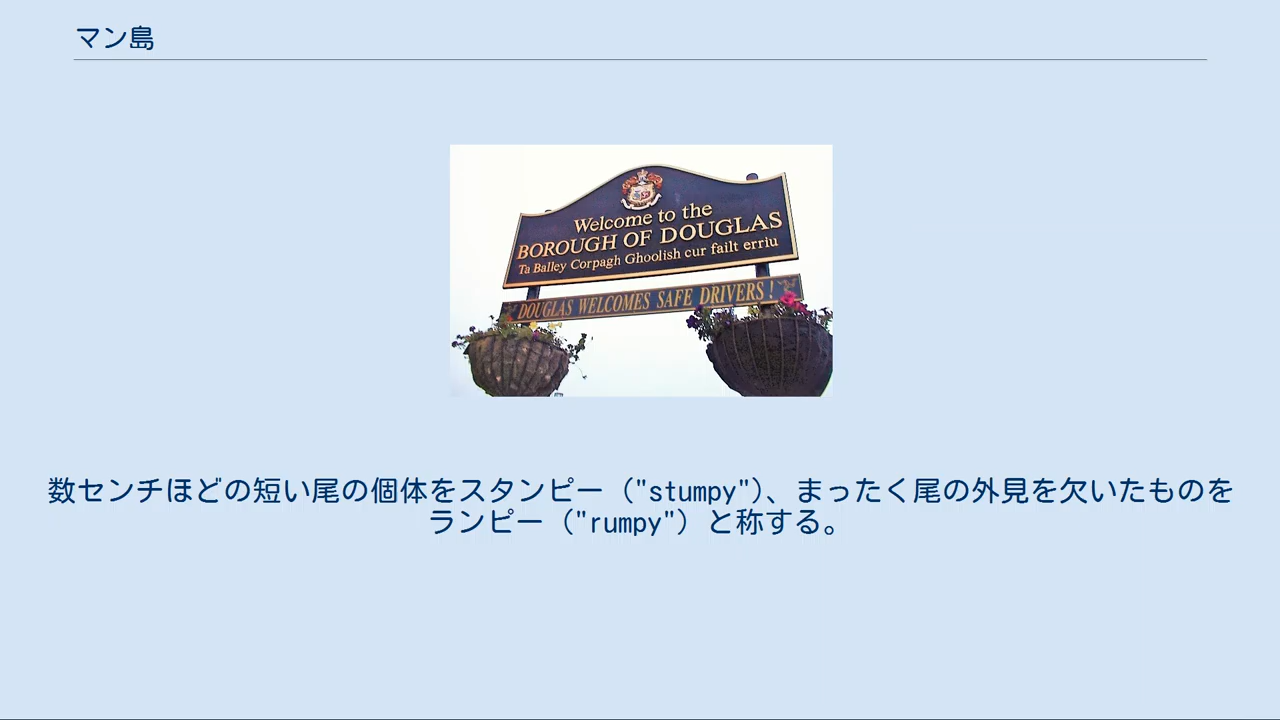 マン島
Welcome to the
BOROUGH OF DOUGLAS
Ta Balley Corpagh Ghoolish cur failt erriu
DOUGLAS WELCOMES SAFE DRIVERS!
数センチほどの短い尾の個体をスタンピー（"stumpy"）、まったく尾の外見を欠いたものを
ランピー（"rumpy"）と称する。